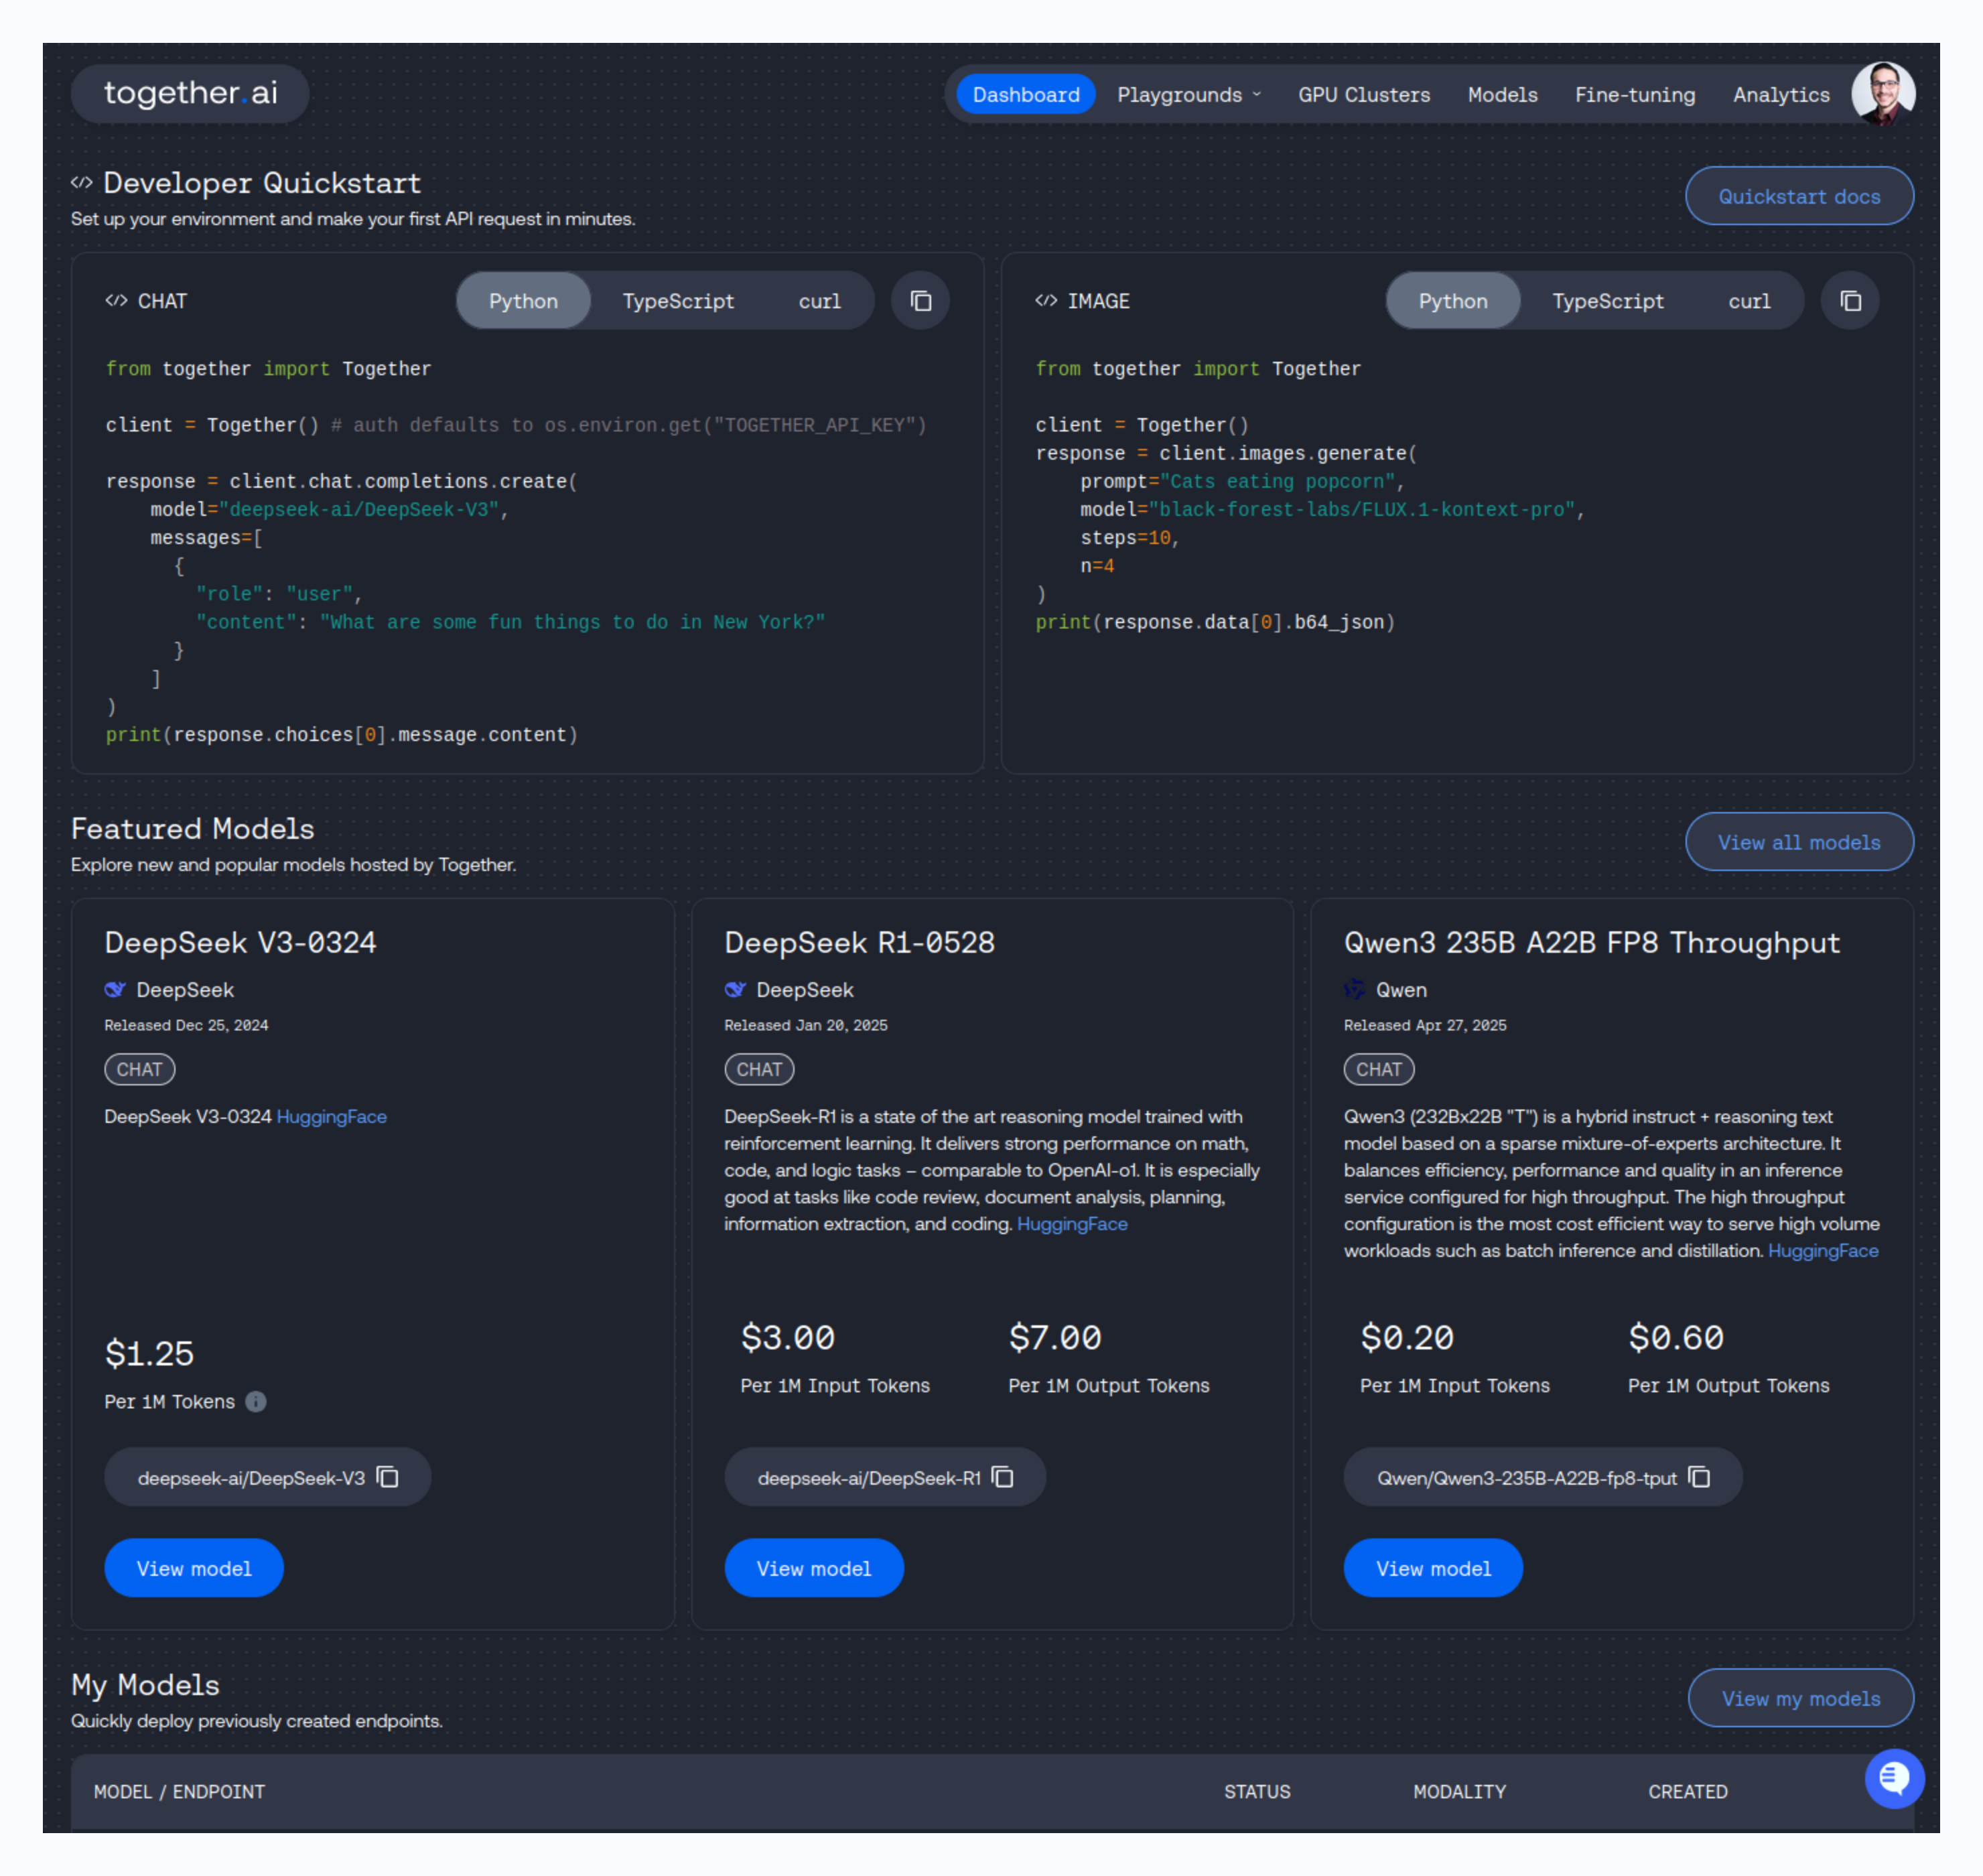 together.ai
Dashboard Playgrounds GPU Clusters Models Fine-tuning Analytics
</> Developer Quickstart
Set up your environment and make your first API request in minutes.
Quickstart docs
</> CHAT
Python TypeScript curl
from together import Together
client = Together() # auth defaults to os.environ.get("TOGETHER_API_KEY")
response = client.chat.completions.create(
    model="deepseek-ai/DeepSeek-V3",
    messages=[
      {
        "role": "user",
        "content": "What are some fun things to do in New York?"
      }
    ]
)
print(response.choices[0].message.content)
</> IMAGE
Python TypeScript curl
from together import Together
client = Together()
response = client.images.generate(
    prompt="Cats eating popcorn",
    model="black-forest-labs/FLUX.1-kontext-pro",
    steps=10,
    n=4
)
print(response.data[0].b64_json)
Featured Models
Explore new and popular models hosted by Together.
View all models
DeepSeek V3-0324
DeepSeek
Released Dec 25, 2024
CHAT
DeepSeek V3-0324 HuggingFace
$1.25
Per 1M Tokens
deepseek-ai/DeepSeek-V3
View model
DeepSeek R1-0528
DeepSeek
Released Jan 20, 2025
CHAT
DeepSeek-R1 is a state of the art reasoning model trained with
reinforcement learning. It delivers strong performance on math,
code, and logic tasks – comparable to OpenAI-o1. It is especially
good at tasks like code review, document analysis, planning,
information extraction, and coding. HuggingFace
$3.00 $7.00
Per 1M Input Tokens Per 1M Output Tokens
deepseek-ai/DeepSeek-R1
View model
Qwen3 235B A22B FP8 Throughput
Qwen
Released Apr 27, 2025
CHAT
Qwen3 (232Bx22B "T") is a hybrid instruct + reasoning text
model based on a sparse mixture-of-experts architecture. It
balances efficiency, performance and quality in an inference
service configured for high throughput. The high throughput
configuration is the most cost efficient way to serve high volume
workloads such as batch inference and distillation. HuggingFace
$0.20 $0.60
Per 1M Input Tokens Per 1M Output Tokens
Qwen/Qwen3-235B-A22B-fp8-tput
View model
My Models
Quickly deploy previously created endpoints.
View my models
MODEL / ENDPOINT STATUS MODALITY CREATED